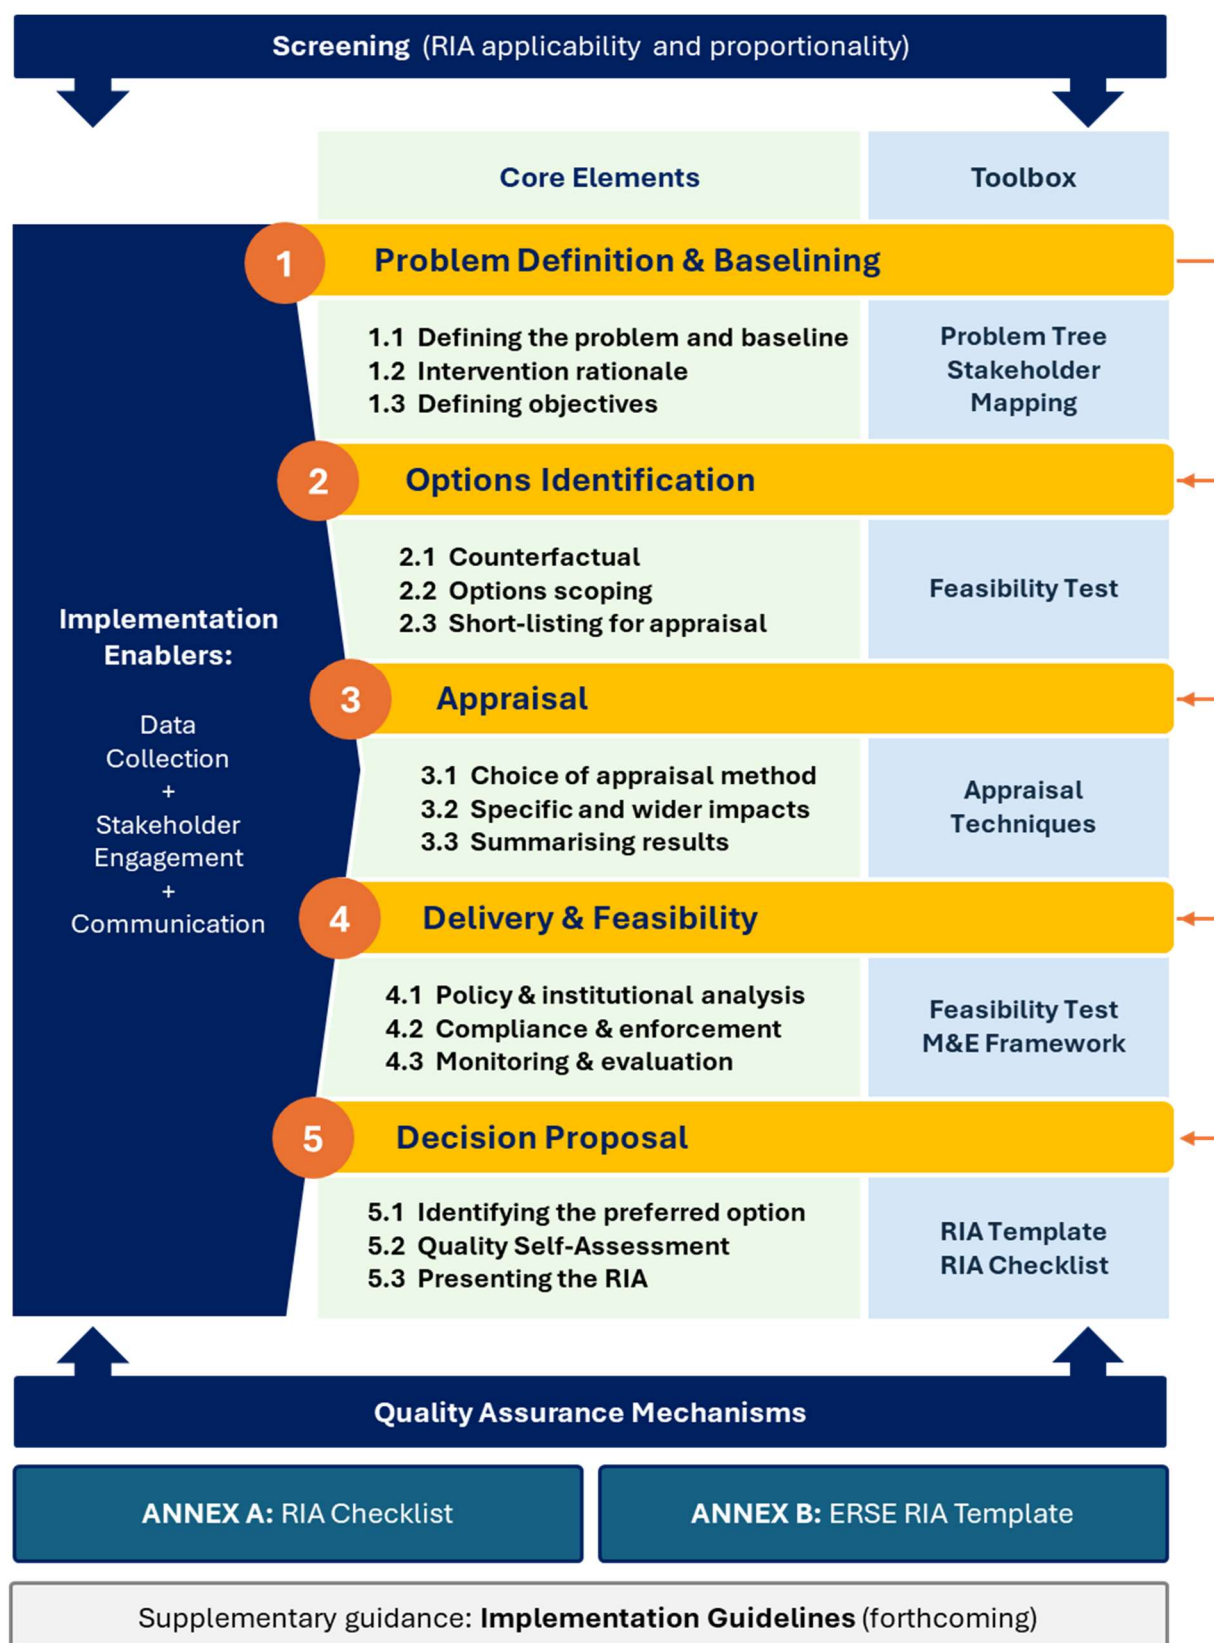 Screening (RIA applicability and proportionality)
Core Elements
Toolbox
1
Problem Definition & Baselining
1.1 Defining the problem and baseline
1.2 Intervention rationale
1.3 Defining objectives
Problem Tree
Stakeholder
Mapping
2
Options Identification
2.1 Counterfactual
2.2 Options scoping
2.3 Short-listing for appraisal
Feasibility Test
Implementation
Enablers:
Data
Collection
+
Stakeholder
Engagement
+
Communication
3
Appraisal
3.1 Choice of appraisal method
3.2 Specific and wider impacts
3.3 Summarising results
Appraisal
Techniques
4
Delivery & Feasibility
4.1 Policy & institutional analysis
4.2 Compliance & enforcement
4.3 Monitoring & evaluation
Feasibility Test
M&E Framework
5
Decision Proposal
5.1 Identifying the preferred option
5.2 Quality Self-Assessment
5.3 Presenting the RIA
RIA Template
RIA Checklist
Quality Assurance Mechanisms
ANNEX A: RIA Checklist
ANNEX B: ERSE RIA Template
Supplementary guidance: Implementation Guidelines (forthcoming)